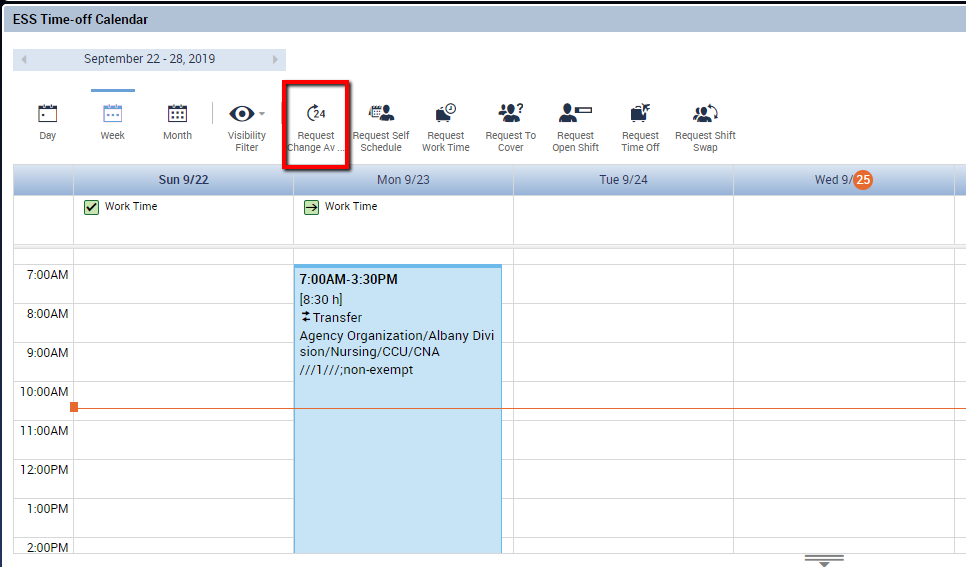 ESS Time-off Calendar
September 22 - 28, 2019
Day
Week
Month
Visibility
Filter
24
Request
Change Av ...
Request Self
Schedule
Request
Work Time
?
Request To
Cover
Request
Open Shift
Request
Time Off
Request Shift
Swap
Sun 9/22
Mon 9/23
Tue 9/24
Wed 9/25
Work Time
Work Time
7:00AM
8:00AM
9:00AM
10:00AM
11:00AM
12:00PM
1:00PM
2:00PM
7:00AM-3:30PM
[8:30 h]
Transfer
Agency Organization/Albany Divi
sion/Nursing/CCU/CNA
///1///;non-exempt